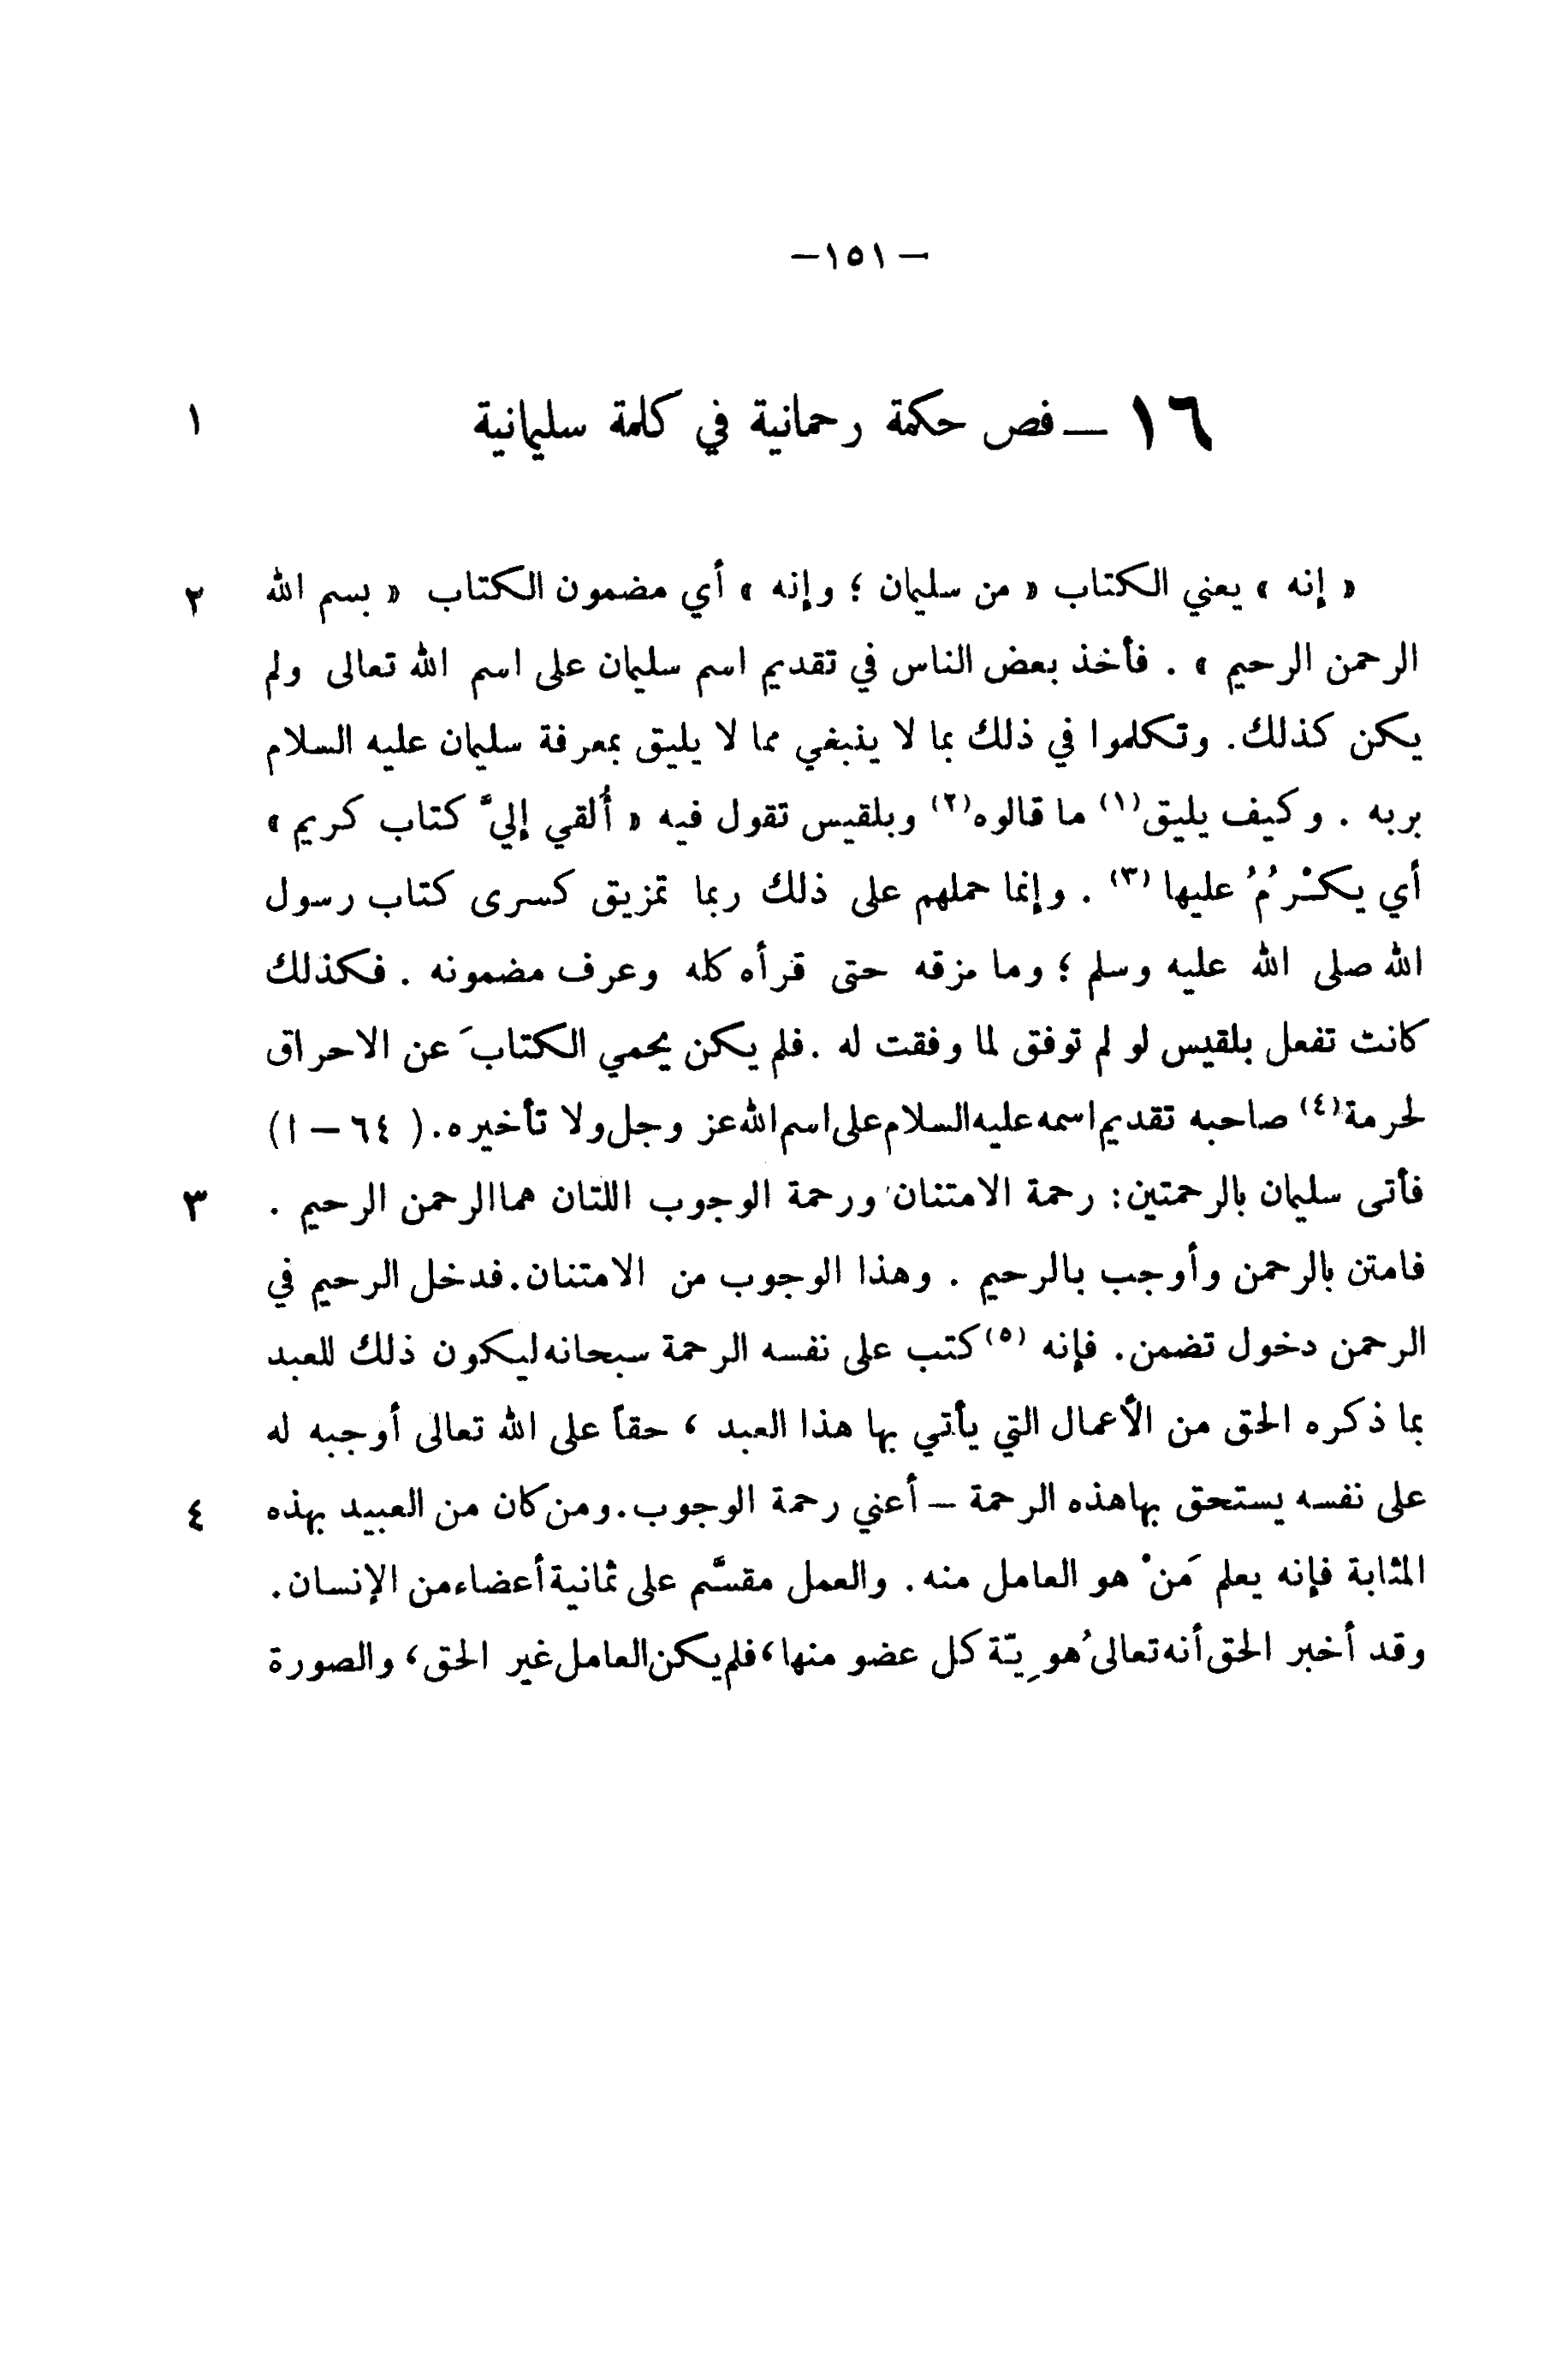 —١٥١—
١٦ — فص حكمة رحمانية في كلمة سليمانية ١
« إنه » يعني الكتاب « من سليمان ؛ وإنه » أي مضمون الكتاب « بسم الله ٢
الرحمن الرحيم » . فأخذ بعض الناس في تقديم اسم سليمان على اسم الله تعالى ولم
يكن كذلك. وتكلموا في ذلك بما لا ينبغي مما لا يليق بمعرفة سليمان عليه السلام
بربه . وكيف يليق(١) ما قالوه(٢) وبلقيس تقول فيه « أُلقي إليَّ كتاب كريم »
أي يكْرُمُ عليها (٣) . وإنما حملهم على ذلك ربما تمزيق كسرى كتاب رسول
الله صلى الله عليه وسلم ؛ وما مزقه حتى قرأه كله وعرف مضمونه . فكذلك
كانت تفعل بلقيس لو لم توفق لما وفقت له .فلم يكن يحمي الكتابَ عن الاحراق
لحرمة(٤) صاحبه تقديم اسمه عليه السلام على اسم الله عز وجل ولا تأخيره. ( ٦٤ – ا)
فأتى سليمان بالرحمتين: رحمة الامتنان ورحمة الوجوب اللتان هما الرحمن الرحيم . ٣
فامتن بالرحمن وأوجب بالرحيم . وهذا الوجوب من الامتنان.فدخل الرحيم في
الرحمن دخول تضمن. فإنه (٥) كتب على نفسه الرحمة سبحانه ليكون ذلك للعبد
بما ذكره الحق من الأعمال التي يأتي بها هذا العبد ، حقاً على الله تعالى أوجبه له
على نفسه يستحق بها هذه الرحمة – أعني رحمة الوجوب.ومن كان من العبيد بهذه ٤
المثابة فإنه يعلم مَنْ هو العامل منه . والعمل مقسَّم على ثمانية أعضاء من الإنسان.
وقد أخبر الحق أنه تعالى هُوِيّة كل عضو منها، فلم يكن العامل غير الحق، والصورة